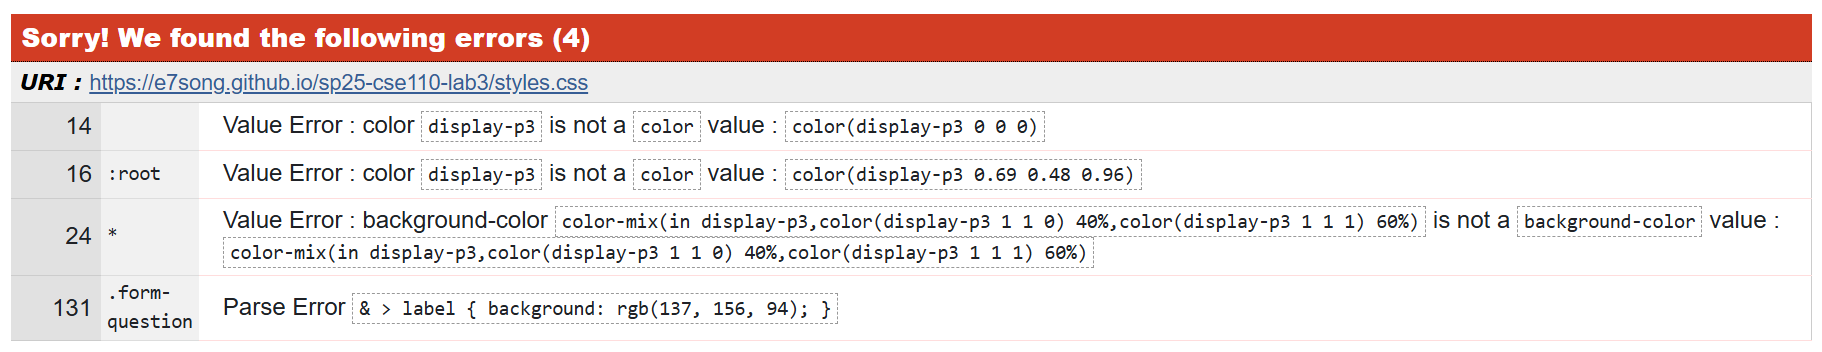 Sorry! We found the following errors (4)
URI : https://e7song.github.io/sp25-cse110-lab3/styles.css
14 Value Error : color display-p3 is not a color value : color(display-p3 0 0 0)
16 :root Value Error : color display-p3 is not a color value : color(display-p3 0.69 0.48 0.96)
24 * Value Error : background-color color-mix(in display-p3,color(display-p3 1 1 0) 40%,color(display-p3 1 1 1) 60%) is not a background-color value :
color-mix(in display-p3,color(display-p3 1 1 0) 40%,color(display-p3 1 1 1) 60%)
131 .form-
question Parse Error & > label { background: rgb(137, 156, 94); }